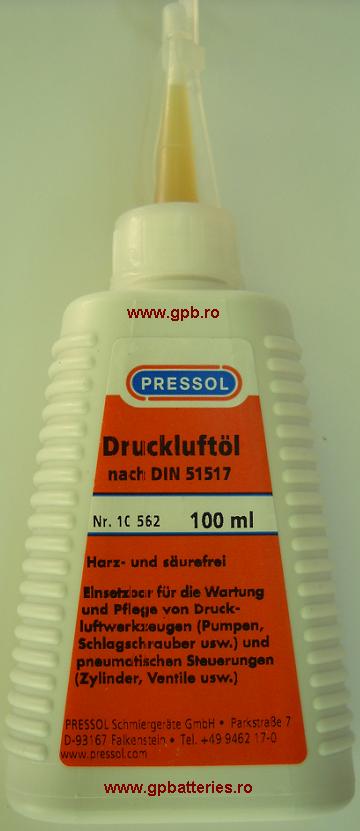 www.gpb.ro
PRESSOL
Druckluftöl
nach DIN 51517
Nr. 10 562 100 ml
Harz- und säurefrei
Einsetzbar für die Wartung
und Pflege von Druck-
luftwerkzeugen (Pumpen,
Schlagschrauber usw.) und
pneumatischen Steuerungen
(Zylinder, Ventile usw.)
PRESSOL Schmiergeräte GmbH • Parkstraße 7
D-93167 Falkenstein • Tel. +49 9462 17-0
www.pressol.com
www.gpbatteries.ro